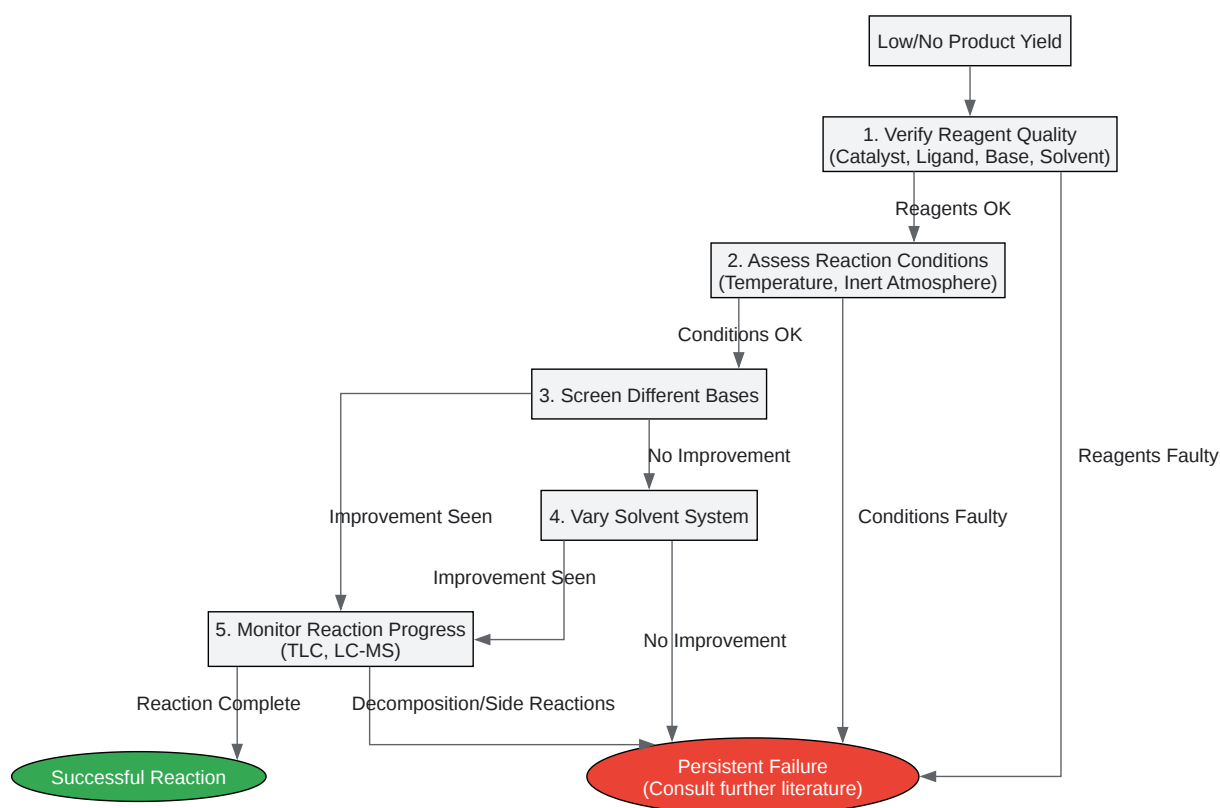 Low/No Product Yield
1. Verify Reagent Quality
(Catalyst, Ligand, Base, Solvent)
Reagents OK
2. Assess Reaction Conditions
(Temperature, Inert Atmosphere)
Conditions OK
3. Screen Different Bases
No Improvement
Reagents Faulty
Improvement Seen
4. Vary Solvent System
Conditions Faulty
Improvement Seen
5. Monitor Reaction Progress
(TLC, LC-MS)
No Improvement
Reaction Complete
Decomposition/Side Reactions
Successful Reaction
Persistent Failure
(Consult further literature)